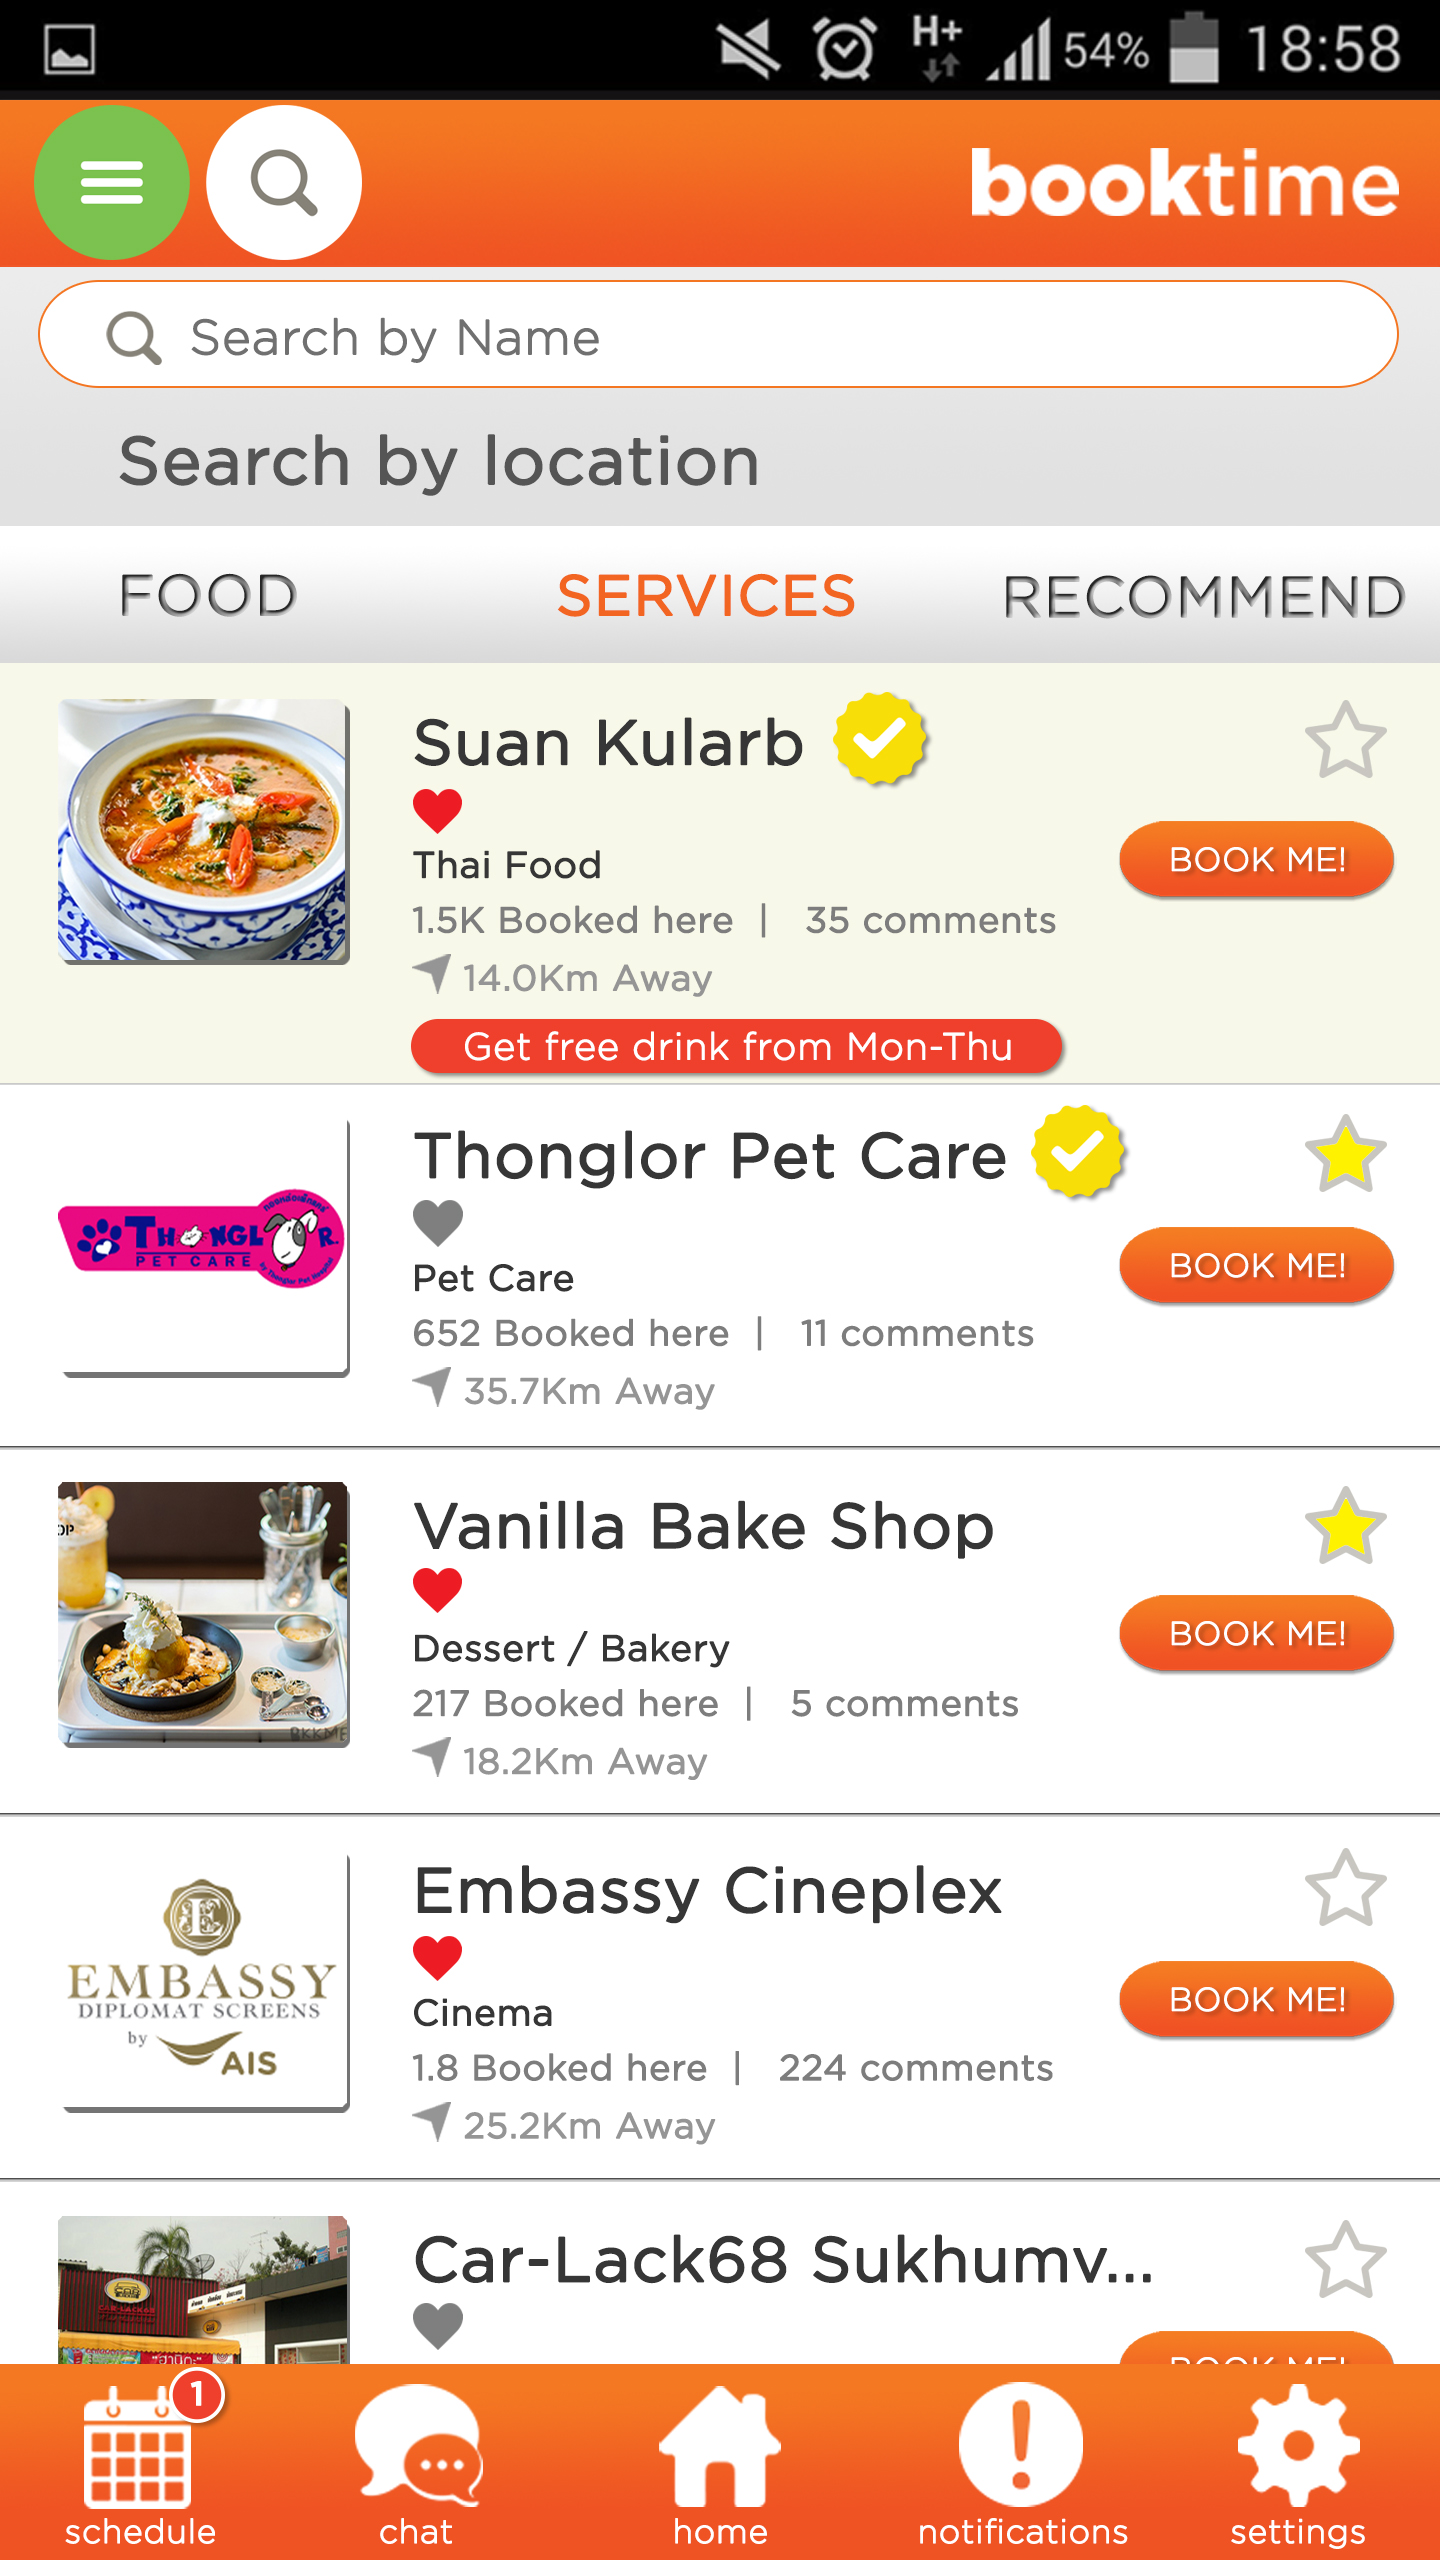 H+ 54% 18:58
booktime
Search by Name
Search by location
FOOD SERVICES RECOMMEND
Suan Kularb
Thai Food
BOOK ME!
1.5K Booked here | 35 comments
14.0Km Away
Get free drink from Mon-Thu
THONGLOR.
PET CARE
Thonglor Pet Care
Pet Care
BOOK ME!
652 Booked here | 11 comments
35.7Km Away
Vanilla Bake Shop
Dessert / Bakery
BOOK ME!
217 Booked here | 5 comments
18.2Km Away
E
EMBASSY
DIPLOMAT SCREENS
by AIS
Embassy Cineplex
Cinema
BOOK ME!
1.8 Booked here | 224 comments
25.2Km Away
CAR-LACK68
Car-Lack68 Sukhumv...
BOOK ME!
1
schedule chat home notifications settings